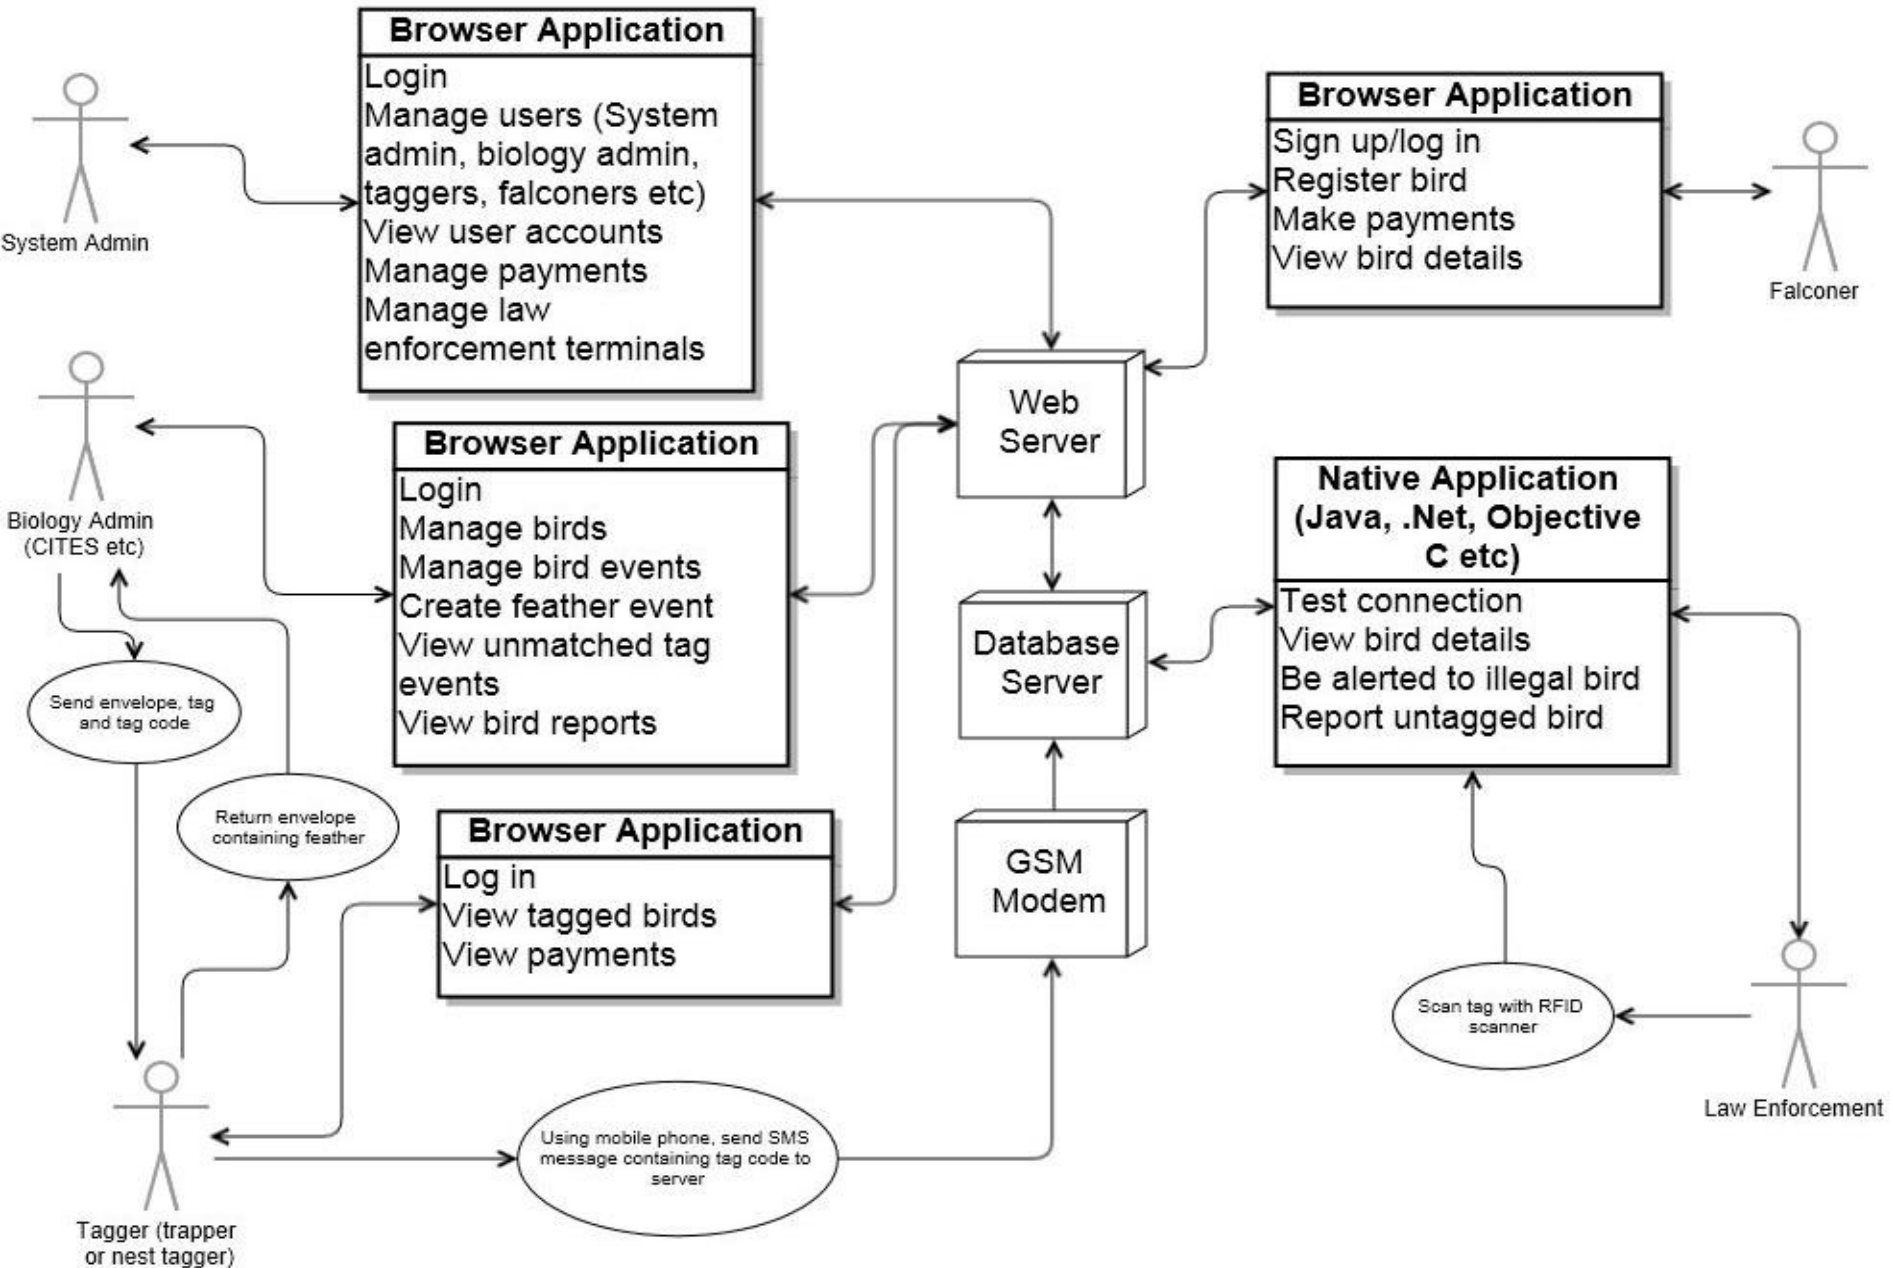 Browser Application
Login
Manage users (System
admin, biology admin,
taggers, falconers etc)
View user accounts
Manage payments
Manage law
enforcement terminals
System Admin
Browser Application
Sign up/log in
Register bird
Make payments
View bird details
Falconer
Web
Server
Browser Application
Login
Manage birds
Manage bird events
Create feather event
View unmatched tag
events
View bird reports
Biology Admin
(CITES etc)
Native Application
(Java, .Net, Objective
C etc)
Test connection
View bird details
Be alerted to illegal bird
Report untagged bird
Database
Server
Send envelope, tag
and tag code
Return envelope
containing feather
Browser Application
Log in
View tagged birds
View payments
GSM
Modem
Scan tag with RFID
scanner
Law Enforcement
Using mobile phone, send SMS
message containing tag code to
server
Tagger (trapper
or nest tagger)